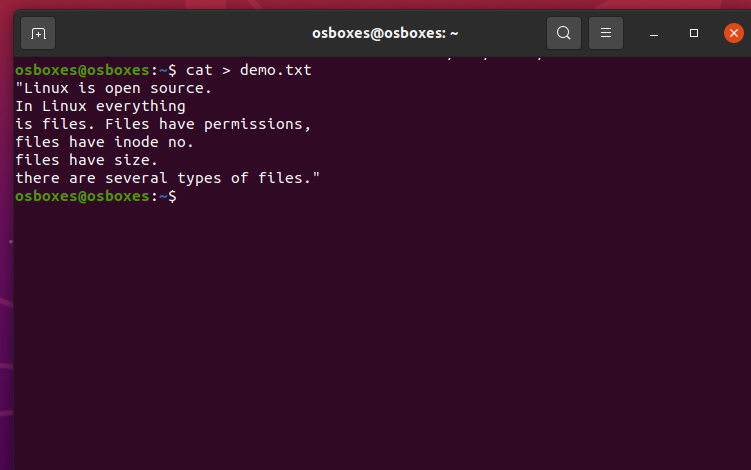 osboxes@osboxes: ~
osboxes@osboxes:~$ cat > demo.txt
"Linux is open source.
In Linux everything
is files. Files have permissions,
files have inode no.
files have size.
there are several types of files."
osboxes@osboxes:~$